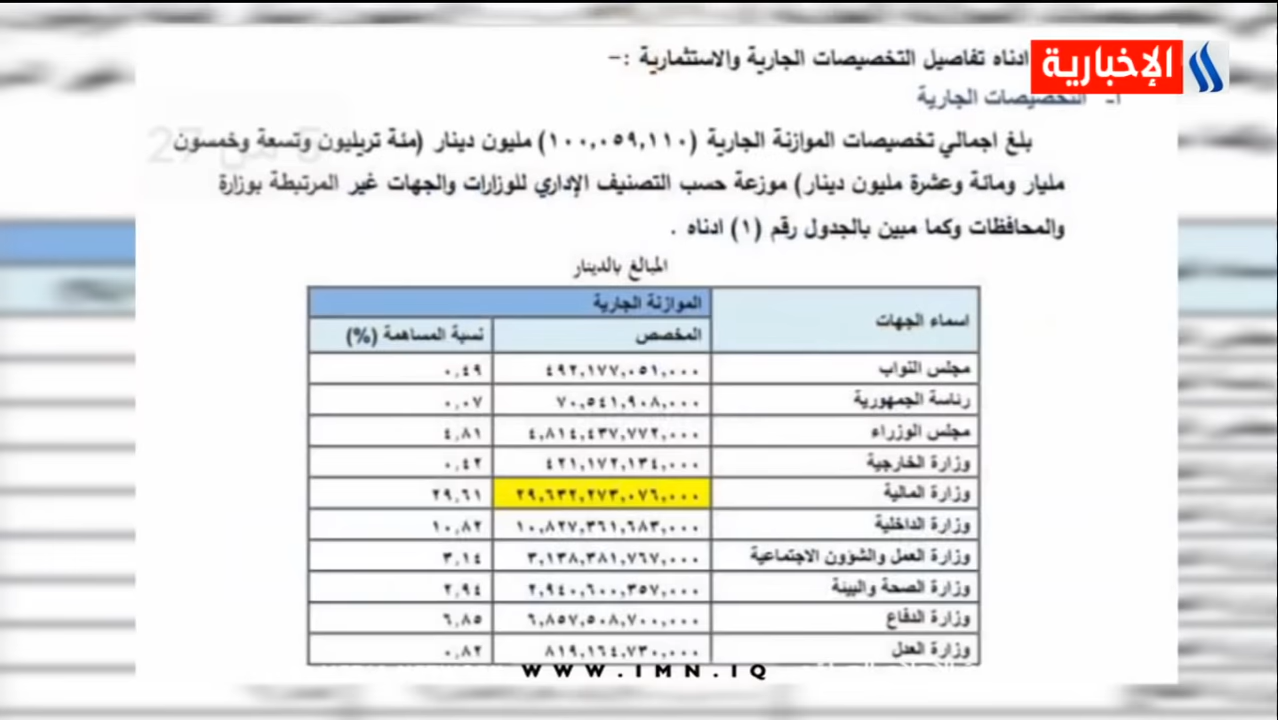 الإخبارية
ادناه تفاصيل التخصيصات الجارية والاستثمارية :-
أ- التخصيصات الجارية
5 من 27
بلغ اجمالي تخصيصات الموازنة الجارية (١٠٠,٠٥٩,١١٠) مليون دينار (مئة تريليون وتسعة وخمسون
مليار ومائة وعشرة مليون دينار) موزعة حسب التصنيف الإداري للوزارات والجهات غير المرتبطة بوزارة
والمحافظات وكما مبين بالجدول رقم (١) ادناه .
المبالغ بالدينار
اسماء الجهات الموازنة الجارية
المخصص نسبة المساهمة (%)
مجلس النواب ٤٩٢,١٧٧,٠٥١,٠٠٠ ٠,٤٩
رئاسة الجمهورية ٧٠,٥٤١,٩٠٨,٠٠٠ ٠,٠٧
مجلس الوزراء ٤,٨١٤,٤٣٧,٧٧٢,٠٠٠ ٤,٨١
وزارة الخارجية ٤٢١,١٧٢,١٣٤,٠٠٠ ٠,٤٢
وزارة المالية ٢٩,٦٣٢,٢٧٣,٠٧٦,٠٠٠ ٢٩,٦١
وزارة الداخلية ١٠,٨٢٧,٣٦١,٦٨٣,٠٠٠ ١٠,٨٢
وزارة العمل والشؤون الاجتماعية ٣,١٣٨,٣٨١,٧٦٧,٠٠٠ ٣,١٤
وزارة الصحة والبيئة ٢,٩٤٠,٦٠٠,٣٥٧,٠٠٠ ٢,٩٤
وزارة الدفاع ٦,٨٥٧,٥٠٨,٧٠٠,٠٠٠ ٦,٨٥
وزارة العدل ٨١٩,١٦٤,٧٣٠,٠٠٠ ٠,٨٢
WWW.IMN.IQ